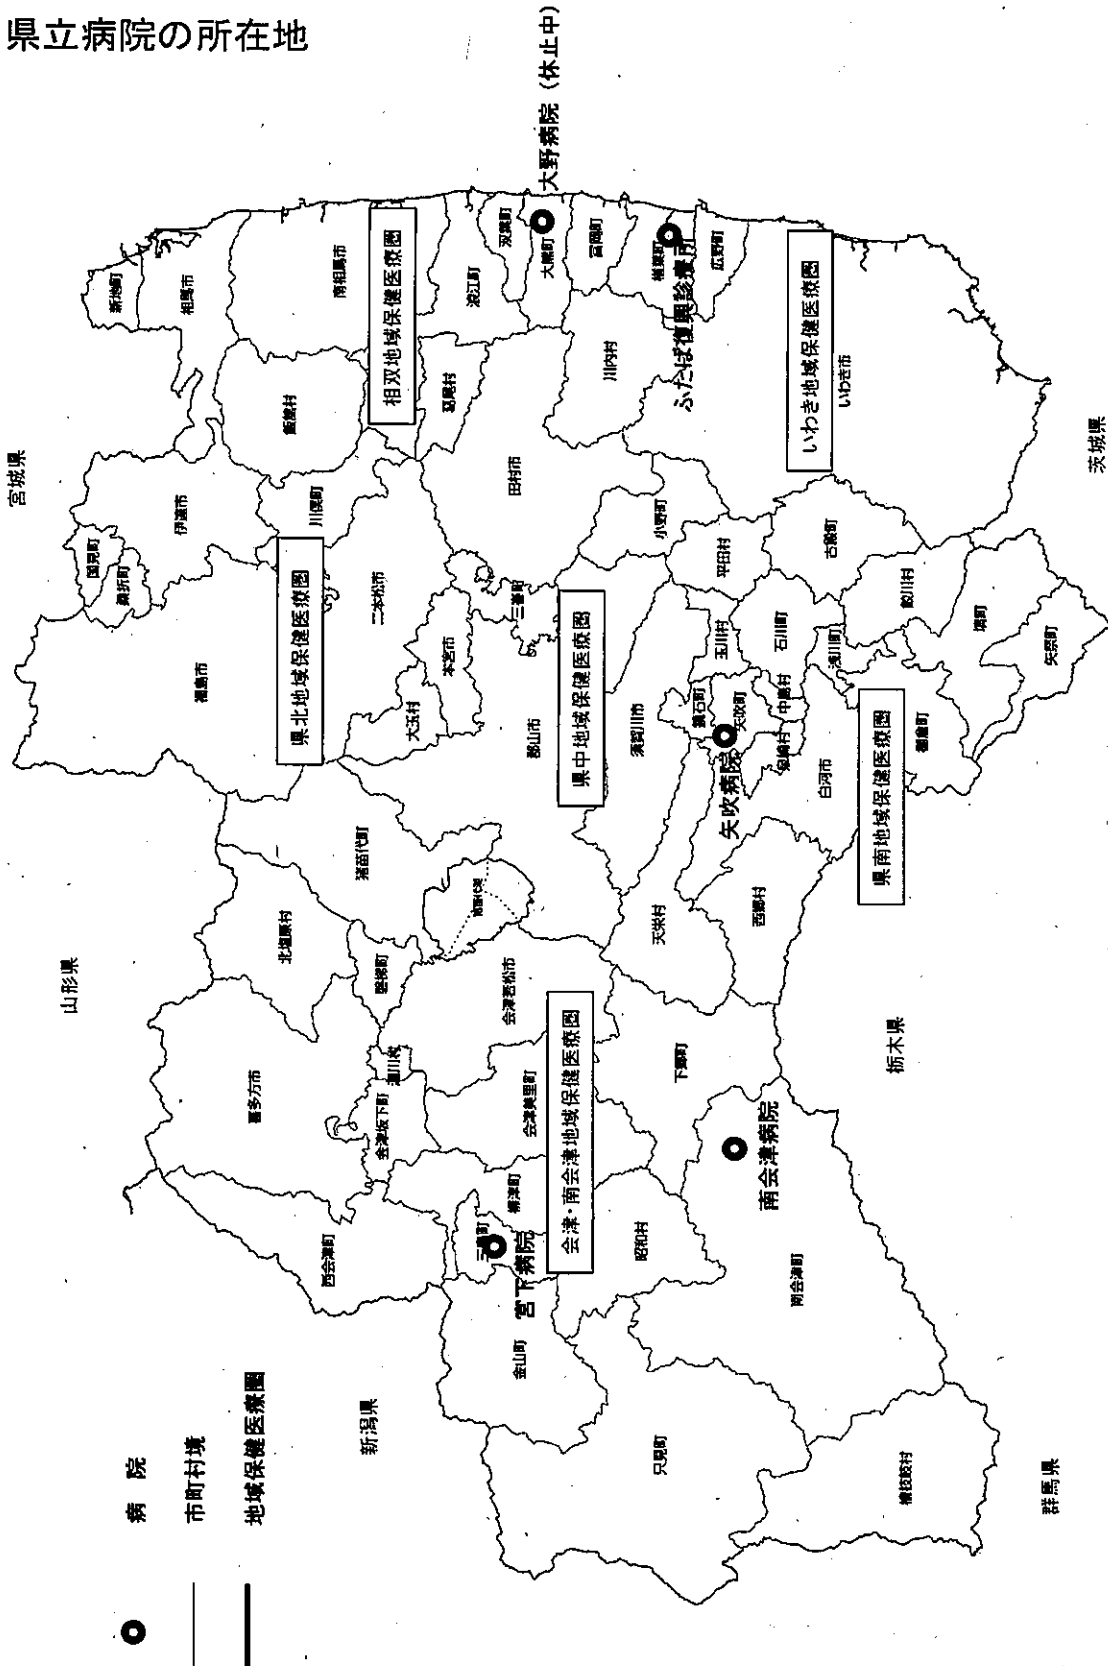 県立病院の所在地
病 院
市町村境
地域保健医療圏
宮城県
山形県
新潟県
群馬県
栃木県
茨城県
相双地域保健医療圏
県北地域保健医療圏
県中地域保健医療圏
県南地域保健医療圏
いわき地域保健医療圏
会津・南会津地域保健医療圏
大野病院（休止中）
ふたば復興診療所
矢吹病院
南会津病院
宮下病院
新地町
相馬市
南相馬市
飯舘村
浪江町
双葉町
大熊町
富岡町
楢葉町
広野町
川内村
葛尾村
いわき市
国見町
桑折町
伊達市
福島市
川俣町
二本松市
本宮市
大玉村
田村市
三春町
小野町
郡山市
須賀川市
平田村
玉川村
石川町
古殿町
浅川町
鏡石町
天栄村
矢吹町
中島村
泉崎村
白河市
西郷村
棚倉町
鮫川村
塙町
矢祭町
猪苗代町
猪苗代湖
北塩原村
磐梯町
会津若松市
喜多方市
湯川村
会津坂下町
会津美里町
柳津町
三島町
西会津町
金山町
昭和村
下郷町
南会津町
只見町
檜枝岐村